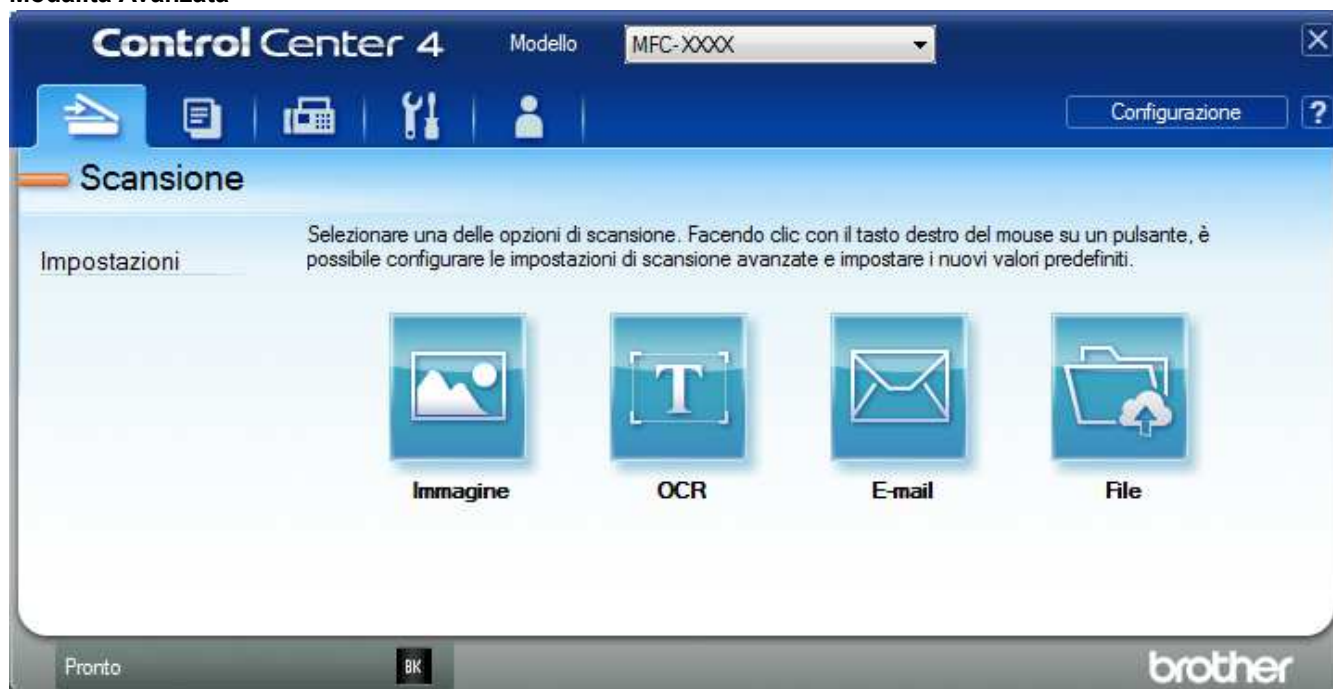 Modalità Avanzata
Control Center 4 Modello MFC-XXXX
Configurazione ?
Scansione
Impostazioni
Selezionare una delle opzioni di scansione. Facendo clic con il tasto destro del mouse su un pulsante, è
possibile configurare le impostazioni di scansione avanzate e impostare i nuovi valori predefiniti.
T
Immagine OCR E-mail File
Pronto BK brother